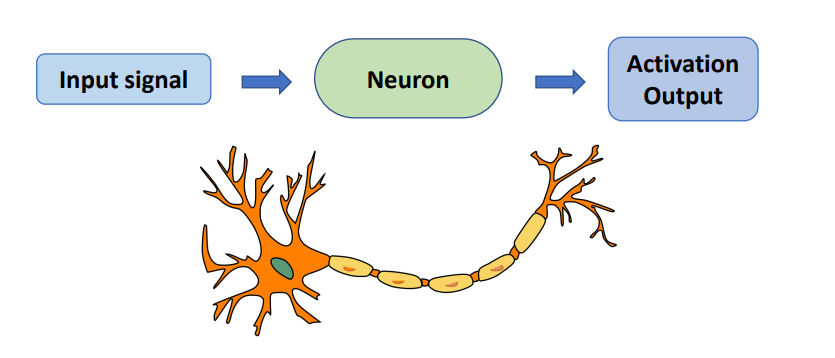 Input signal
Neuron
Activation
Output